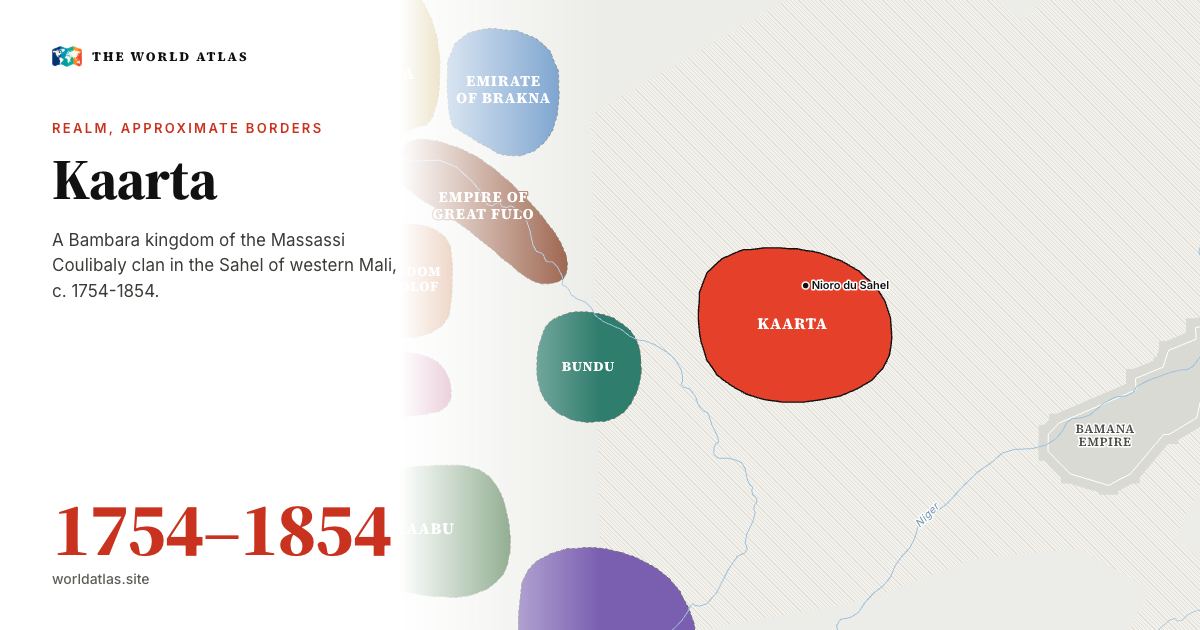 THE WORLD ATLAS
REALM, APPROXIMATE BORDERS
Kaarta
A Bambara kingdom of the Massassi
Coulibaly clan in the Sahel of western Mali,
c. 1754-1854.
1754–1854
worldatlas.site
EMIRATE
OF BRAKNA
EMPIRE OF
GREAT FULO
BUNDU
Nioro du Sahel
KAARTA
BAMANA
EMPIRE
Niger